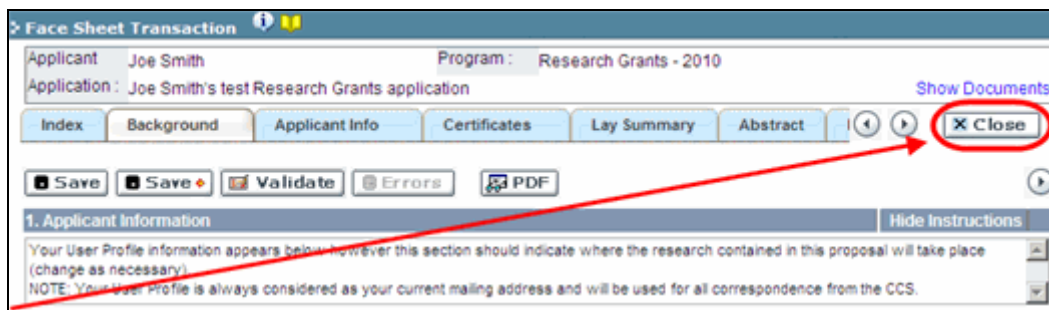 Face Sheet Transaction
Applicant Joe Smith Program : Research Grants - 2010
Application : Joe Smith's test Research Grants application Show Documents
Index Background Applicant Info Certificates Lay Summary Abstract Close
Save Save Validate Errors PDF
1. Applicant Information Hide Instructions
Your User Profile information appears below however this section should indicate where the research contained in this proposal will take place
(change as necessary).
NOTE: Your User Profile is always considered as your current mailing address and will be used for all correspondence from the CCS.